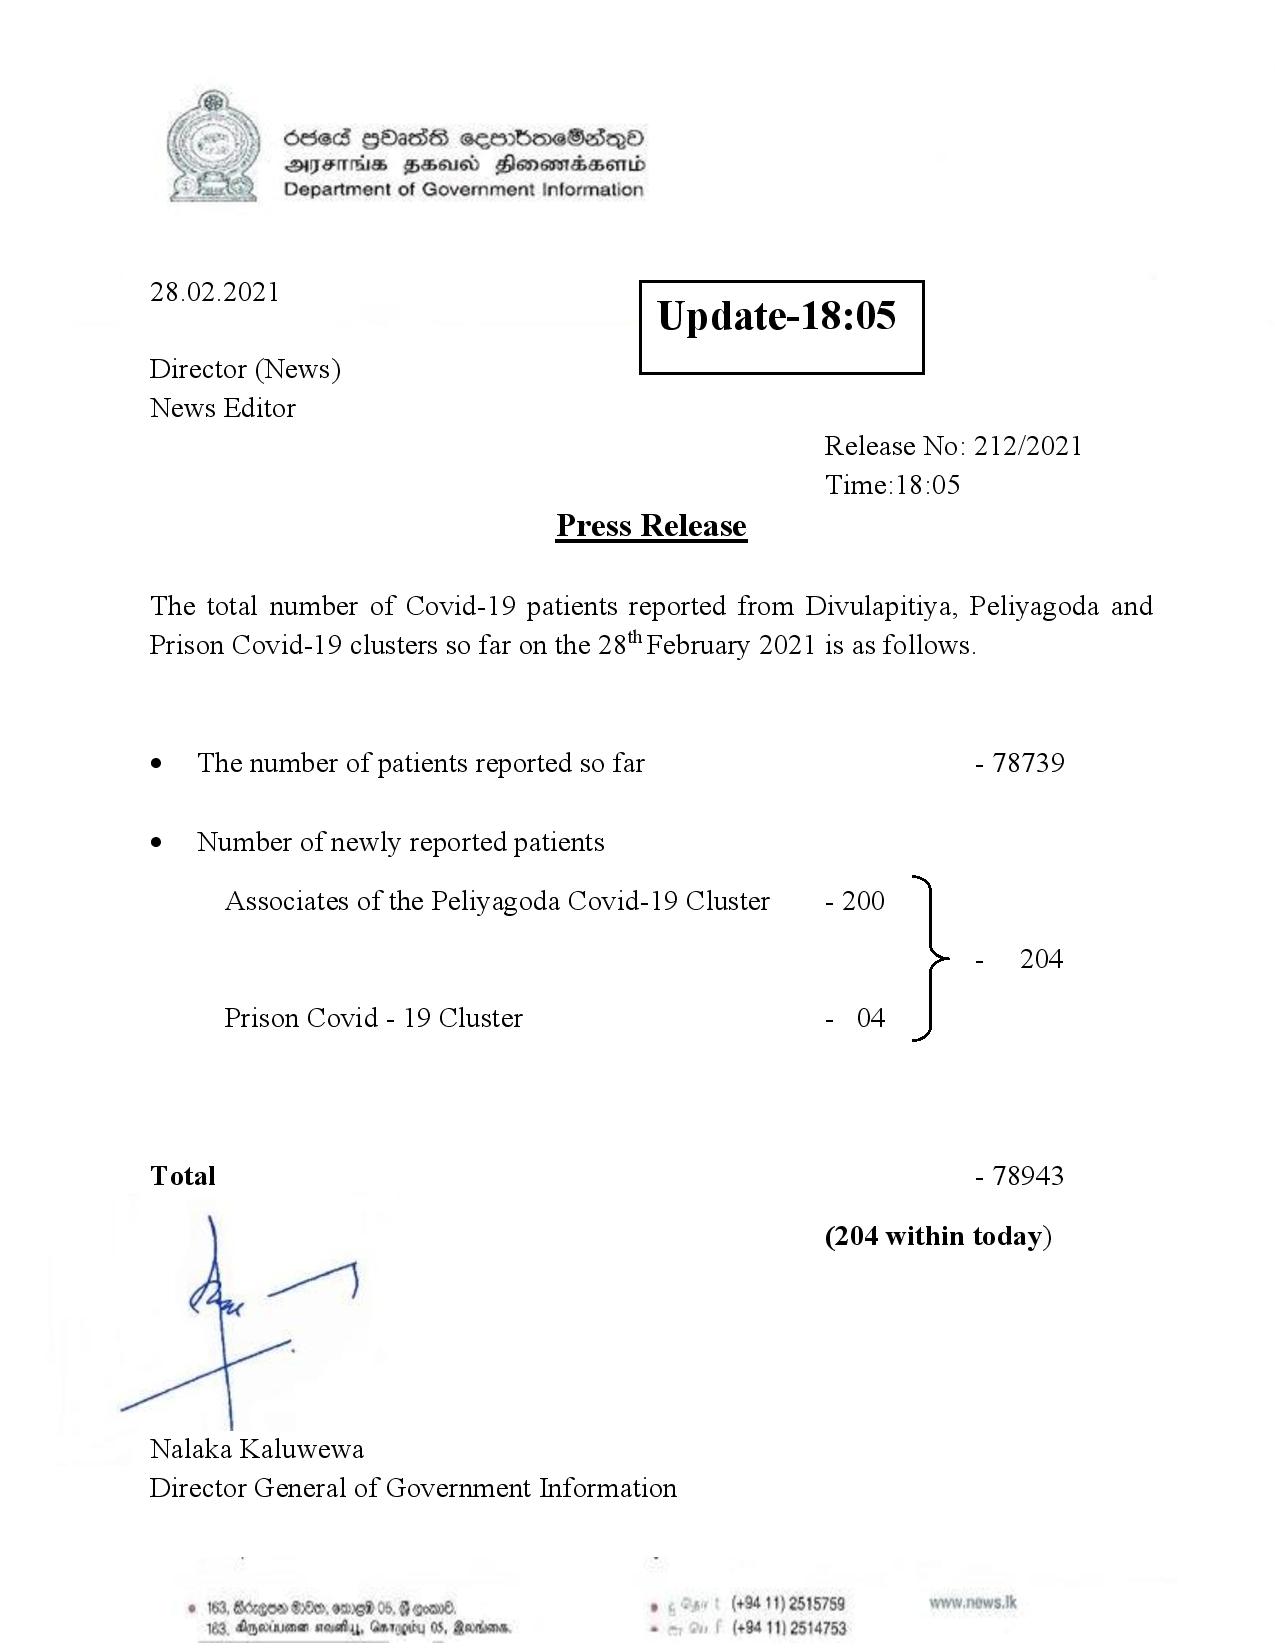 රජයේ ප්‍රවෘත්ති දෙපාර්තමේන්තුව
அரசாங்க தகவல் திணைக்களம்
Department of Government Information
28.02.2021
Update-18:05
Director (News)
News Editor
Release No: 212/2021
Time:18:05
Press Release
The total number of Covid-19 patients reported from Divulapitiya, Peliyagoda and
Prison Covid-19 clusters so far on the 28th February 2021 is as follows.
• The number of patients reported so far - 78739
• Number of newly reported patients
Associates of the Peliyagoda Covid-19 Cluster - 200
- 204
Prison Covid - 19 Cluster - 04
Total - 78943
(204 within today)
Nalaka Kaluwewa
Director General of Government Information
• 163, කිරුලපන මාවත, කොළඹ 05, ශ්‍රී ලංකාව.
163, கிருலப்பனை எவனியூ, கொழும்பு 05, இலங்கை.
(+94 11) 2515759
(+94 11) 2514753
www.news.lk